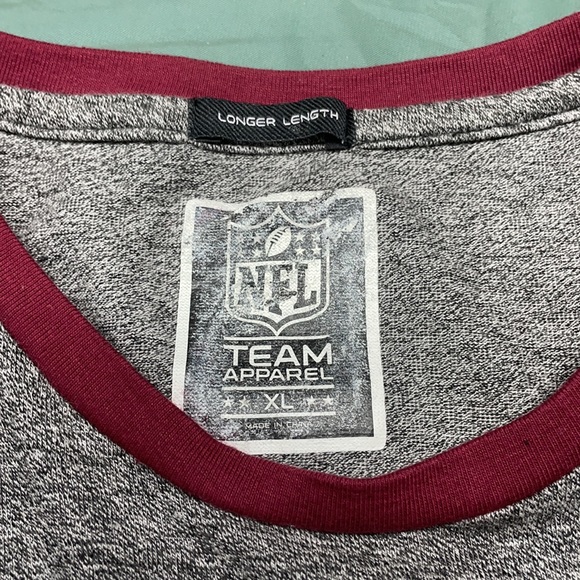 LONGER LENGTH
NFL
TEAM
APPAREL
XL
MADE IN CHINA